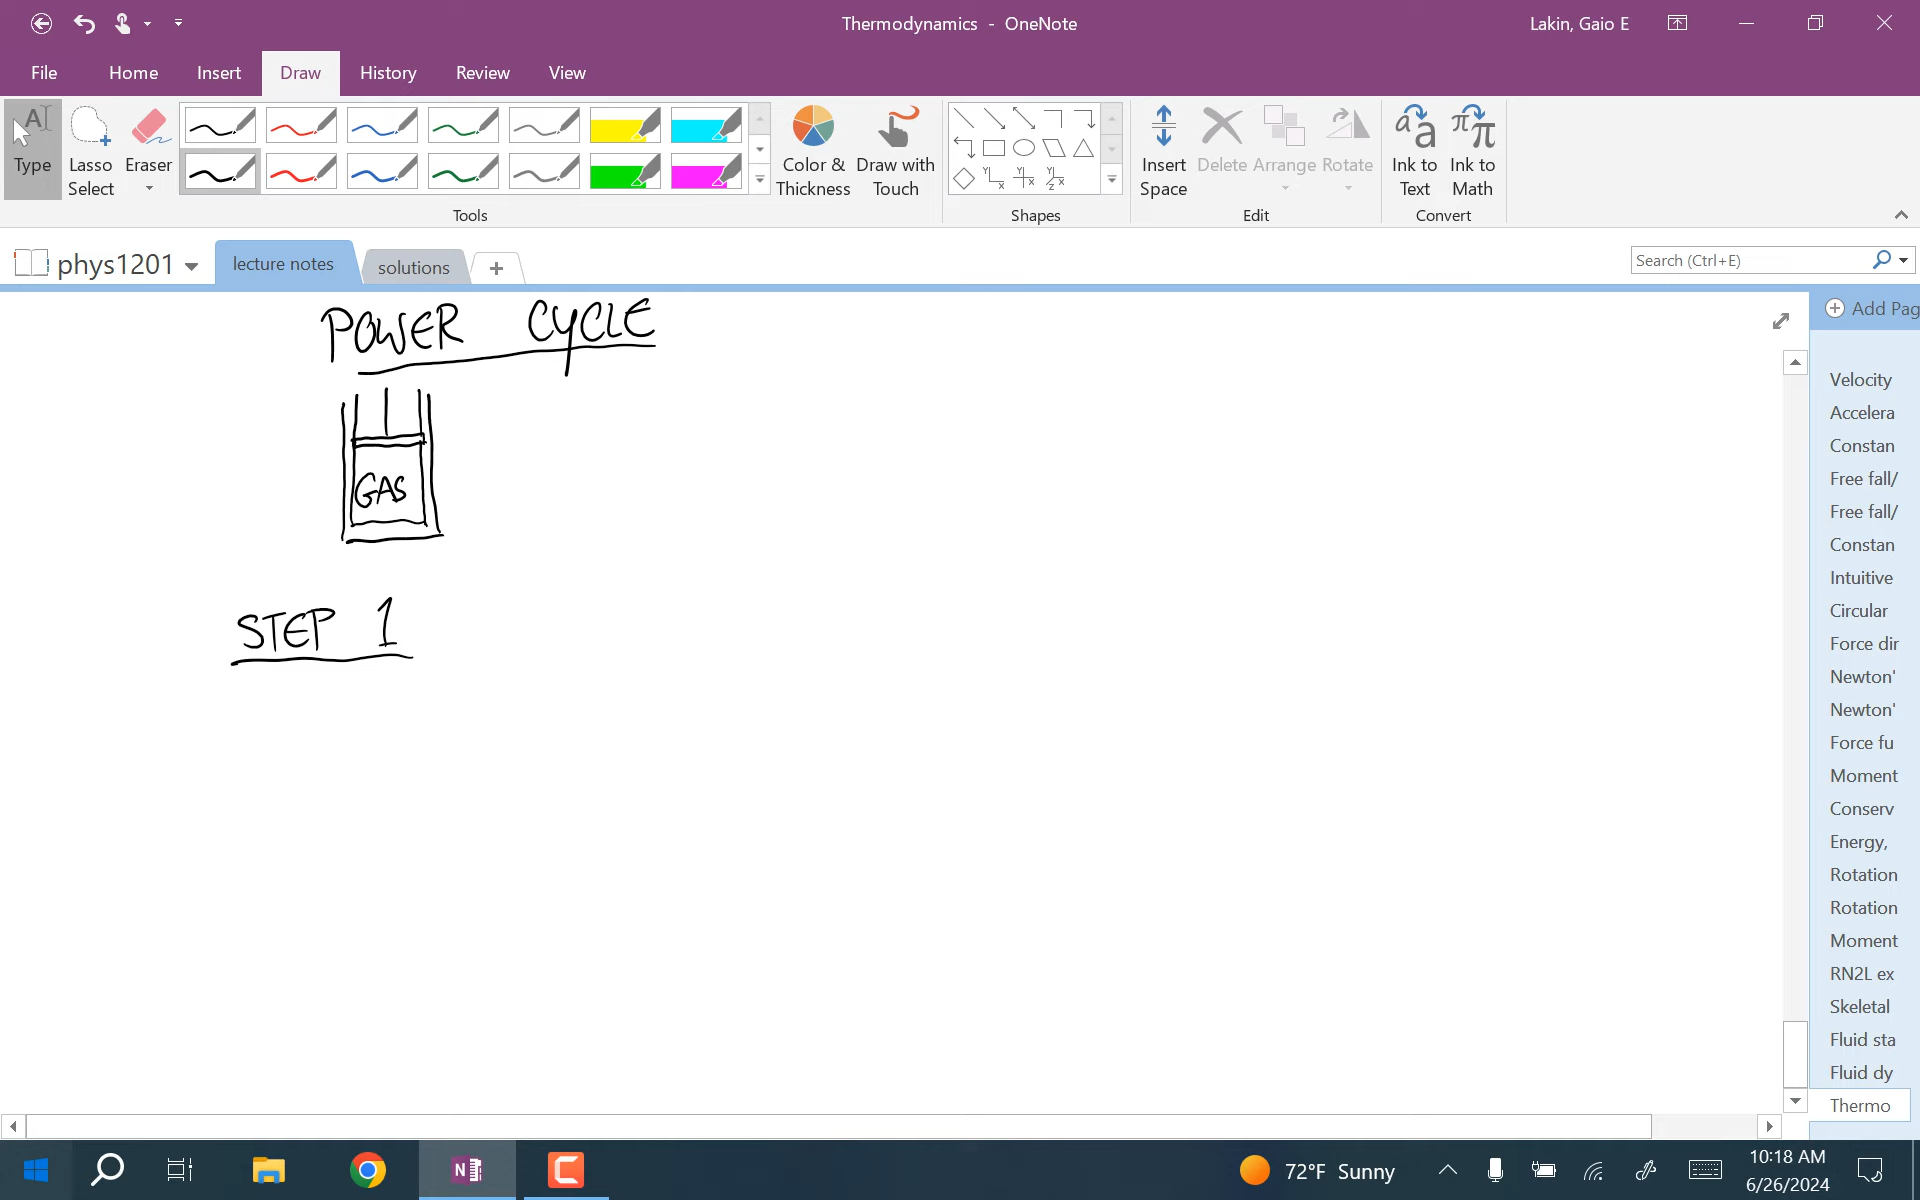 Thermodynamics - OneNote
Lakin, Gaio E
File Home Insert Draw History Review View
Type
Lasso Select
Eraser
Color & Thickness
Draw with Touch
Insert Space
Delete
Arrange
Rotate
Ink to Text
Ink to Math
Tools
Shapes
Edit
Convert
phys1201
lecture notes
solutions
Search (Ctrl+E)
Add Pag
POWER CYCLE
GAS
STEP 1
Velocity
Accelera
Constan
Free fall/
Free fall/
Constan
Intuitive
Circular
Force dir
Newton'
Newton'
Force fu
Moment
Conserv
Energy,
Rotation
Rotation
Moment
RN2L ex
Skeletal
Fluid sta
Fluid dy
Thermo
72°F Sunny
10:18 AM
6/26/2024